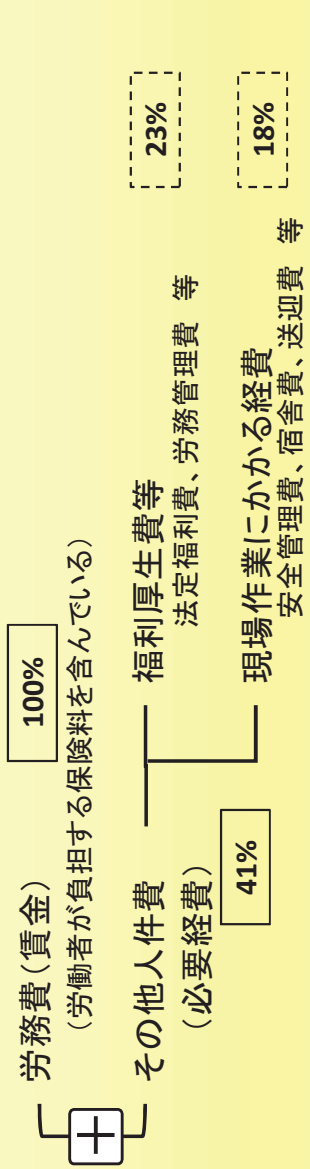 労務費(賃金)
100%
(労働者が負担する保険料を含んでいる)
＋
その他人件費
(必要経費)
41%
福利厚生費等
23%
法定福利費、労務管理費 等
現場作業にかかる経費
18%
安全管理費、宿舎費、送迎費 等